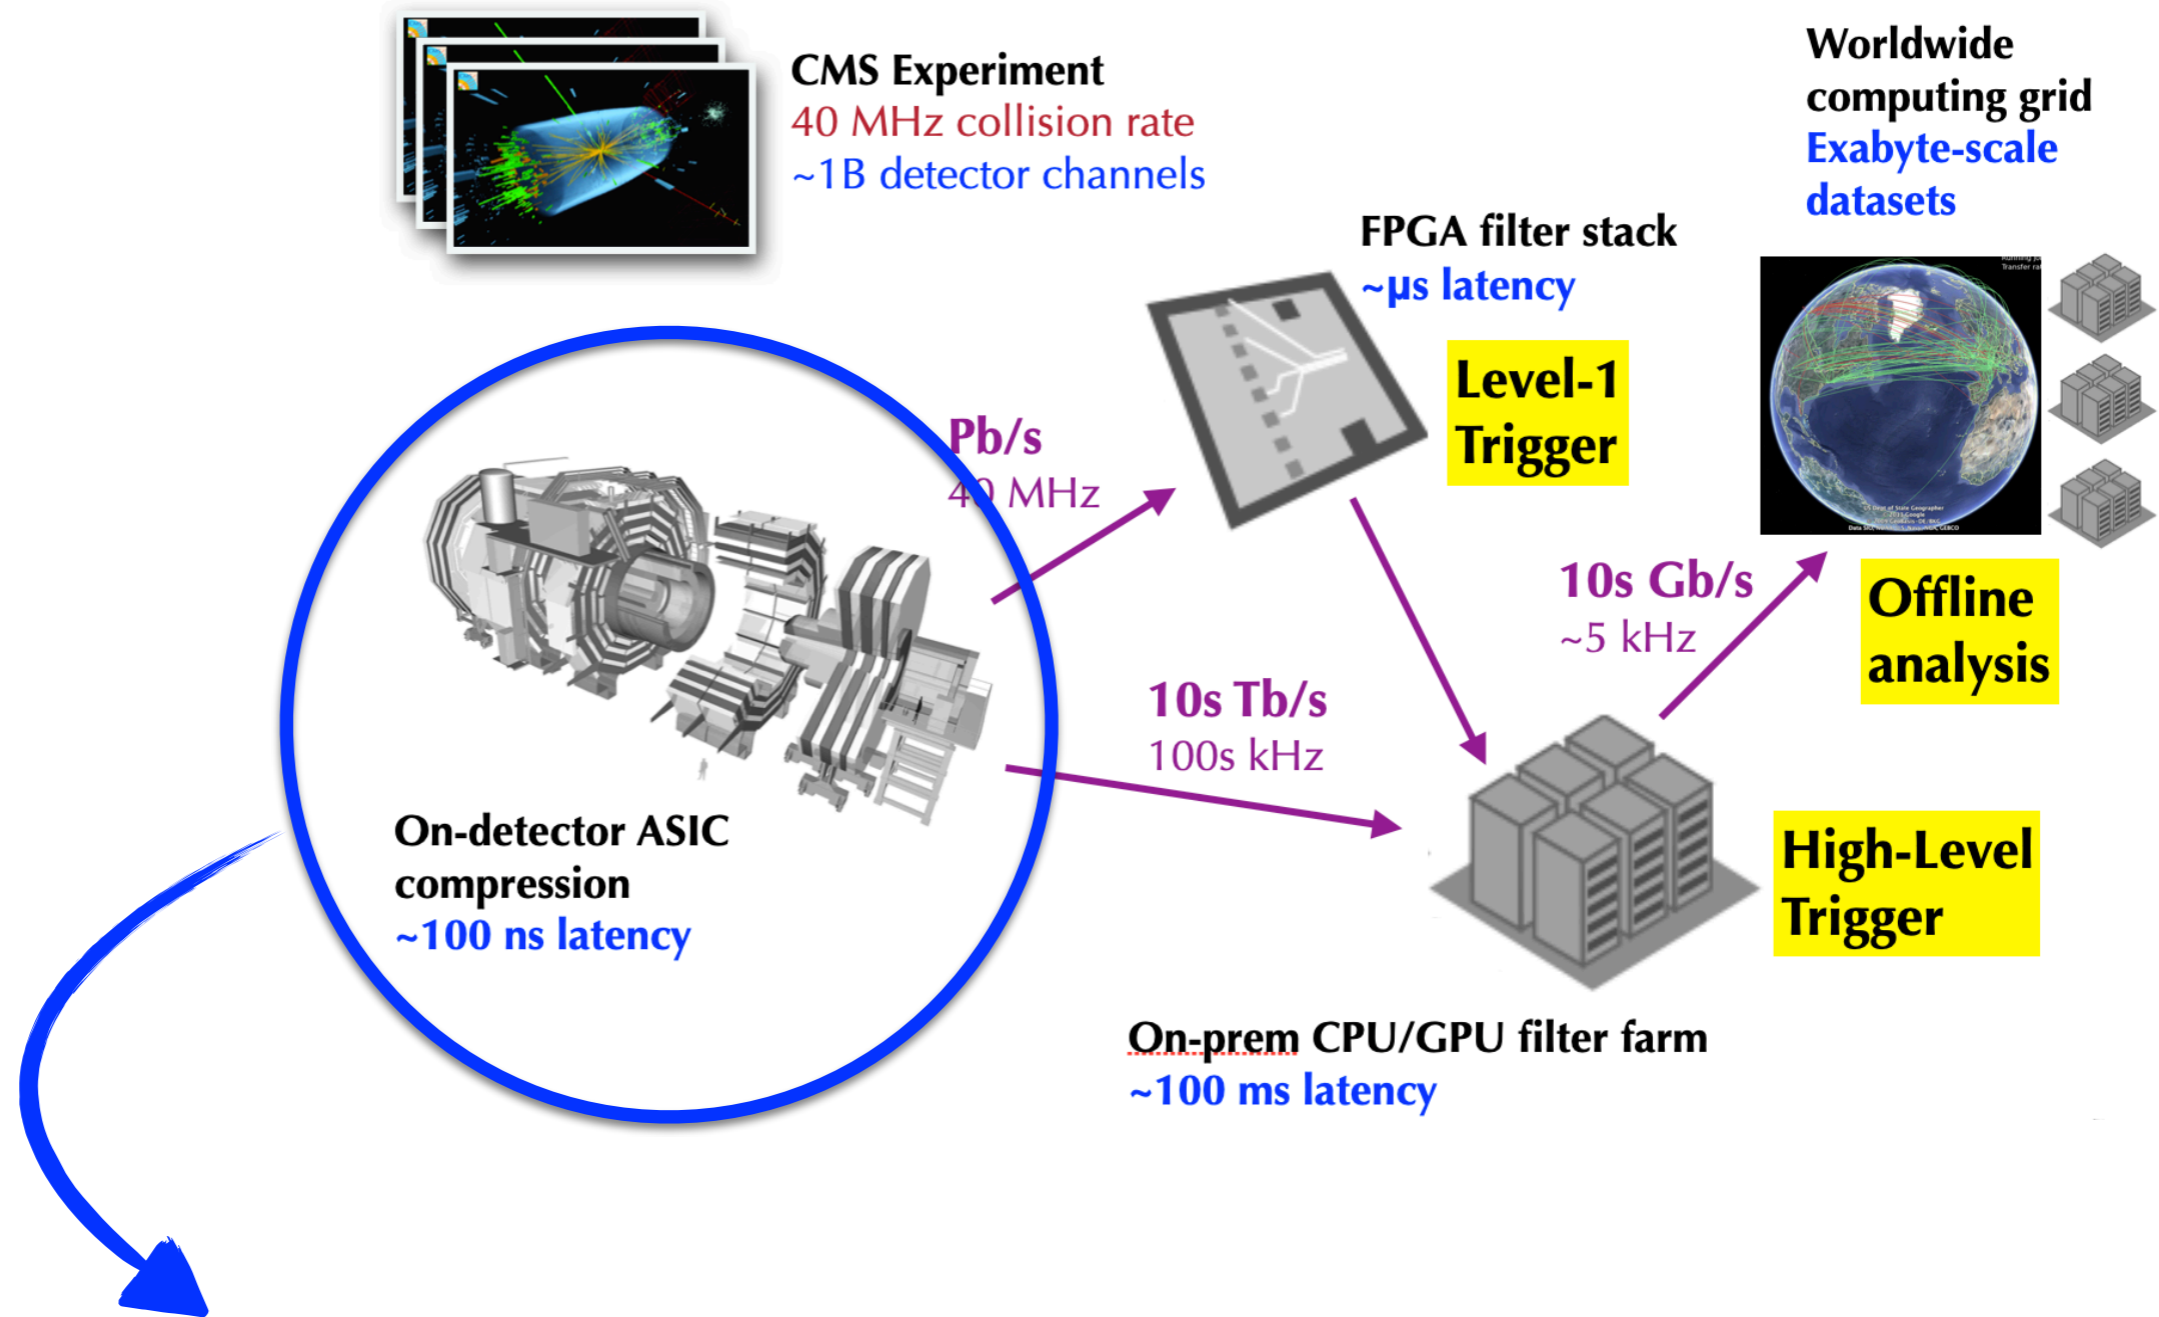 CMS Experiment
40 MHz collision rate
~1B detector channels
Worldwide
computing grid
Exabyte-scale
datasets
FPGA filter stack
~µs latency
Level-1
Trigger
Pb/s
40 MHz
On-detector ASIC
compression
~100 ns latency
10s Tb/s
100s kHz
10s Gb/s
~5 kHz
Offline
analysis
High-Level
Trigger
On-prem CPU/GPU filter farm
~100 ms latency